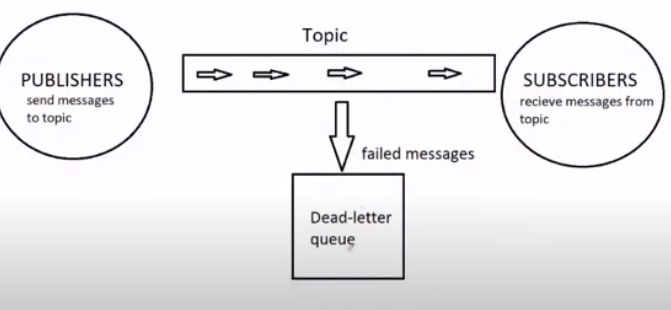 Topic
PUBLISHERS
send messages
to topic
SUBSCRIBERS
recieve messages from
topic
failed messages
Dead-letter
queue